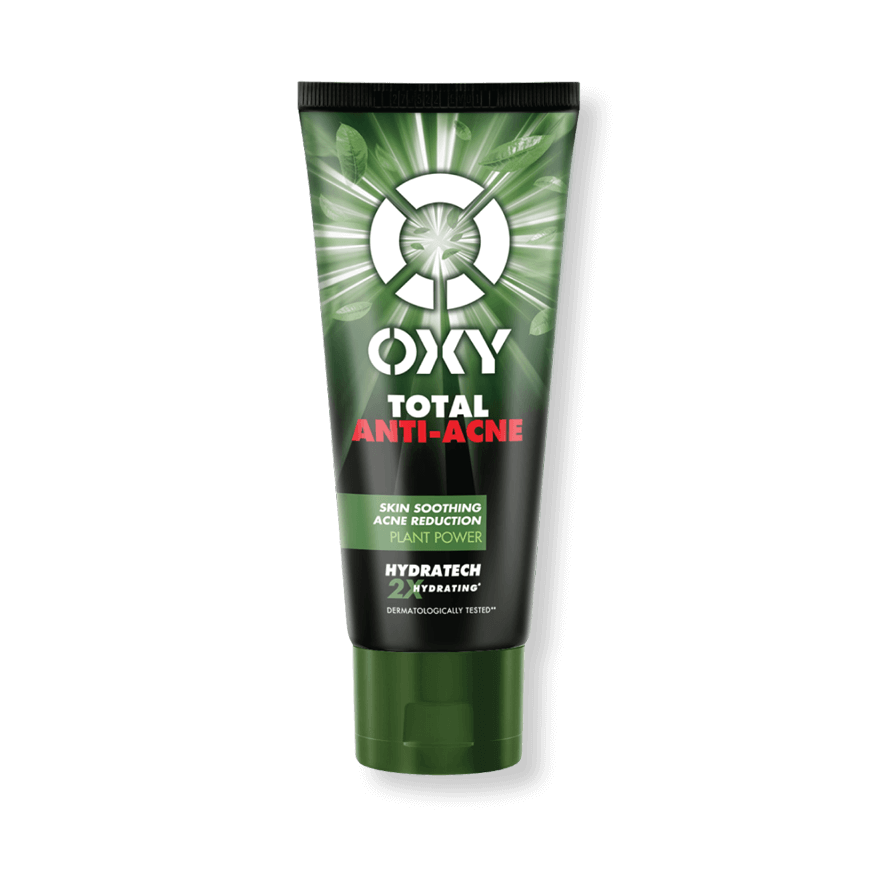 OXY
TOTAL
ANTI-ACNE
SKIN SOOTHING
ACNE REDUCTION
PLANT POWER
HYDRATECH
2X HYDRATING*
DERMATOLOGICALLY TESTED**